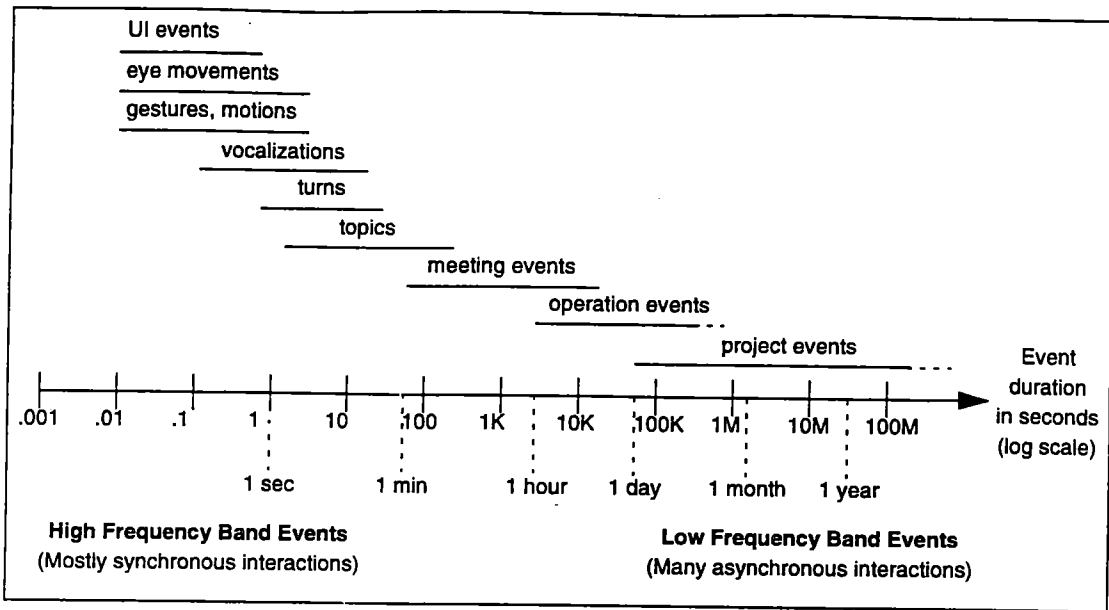 UI events
eye movements
gestures, motions
vocalizations
turns
topics
meeting events
operation events
project events
Event
duration
in seconds
(log scale)
.001 .01 .1 1 10 100 1K 10K 100K 1M 10M 100M
1 sec 1 min 1 hour 1 day 1 month 1 year
High Frequency Band Events
(Mostly synchronous interactions)
Low Frequency Band Events
(Many asynchronous interactions)